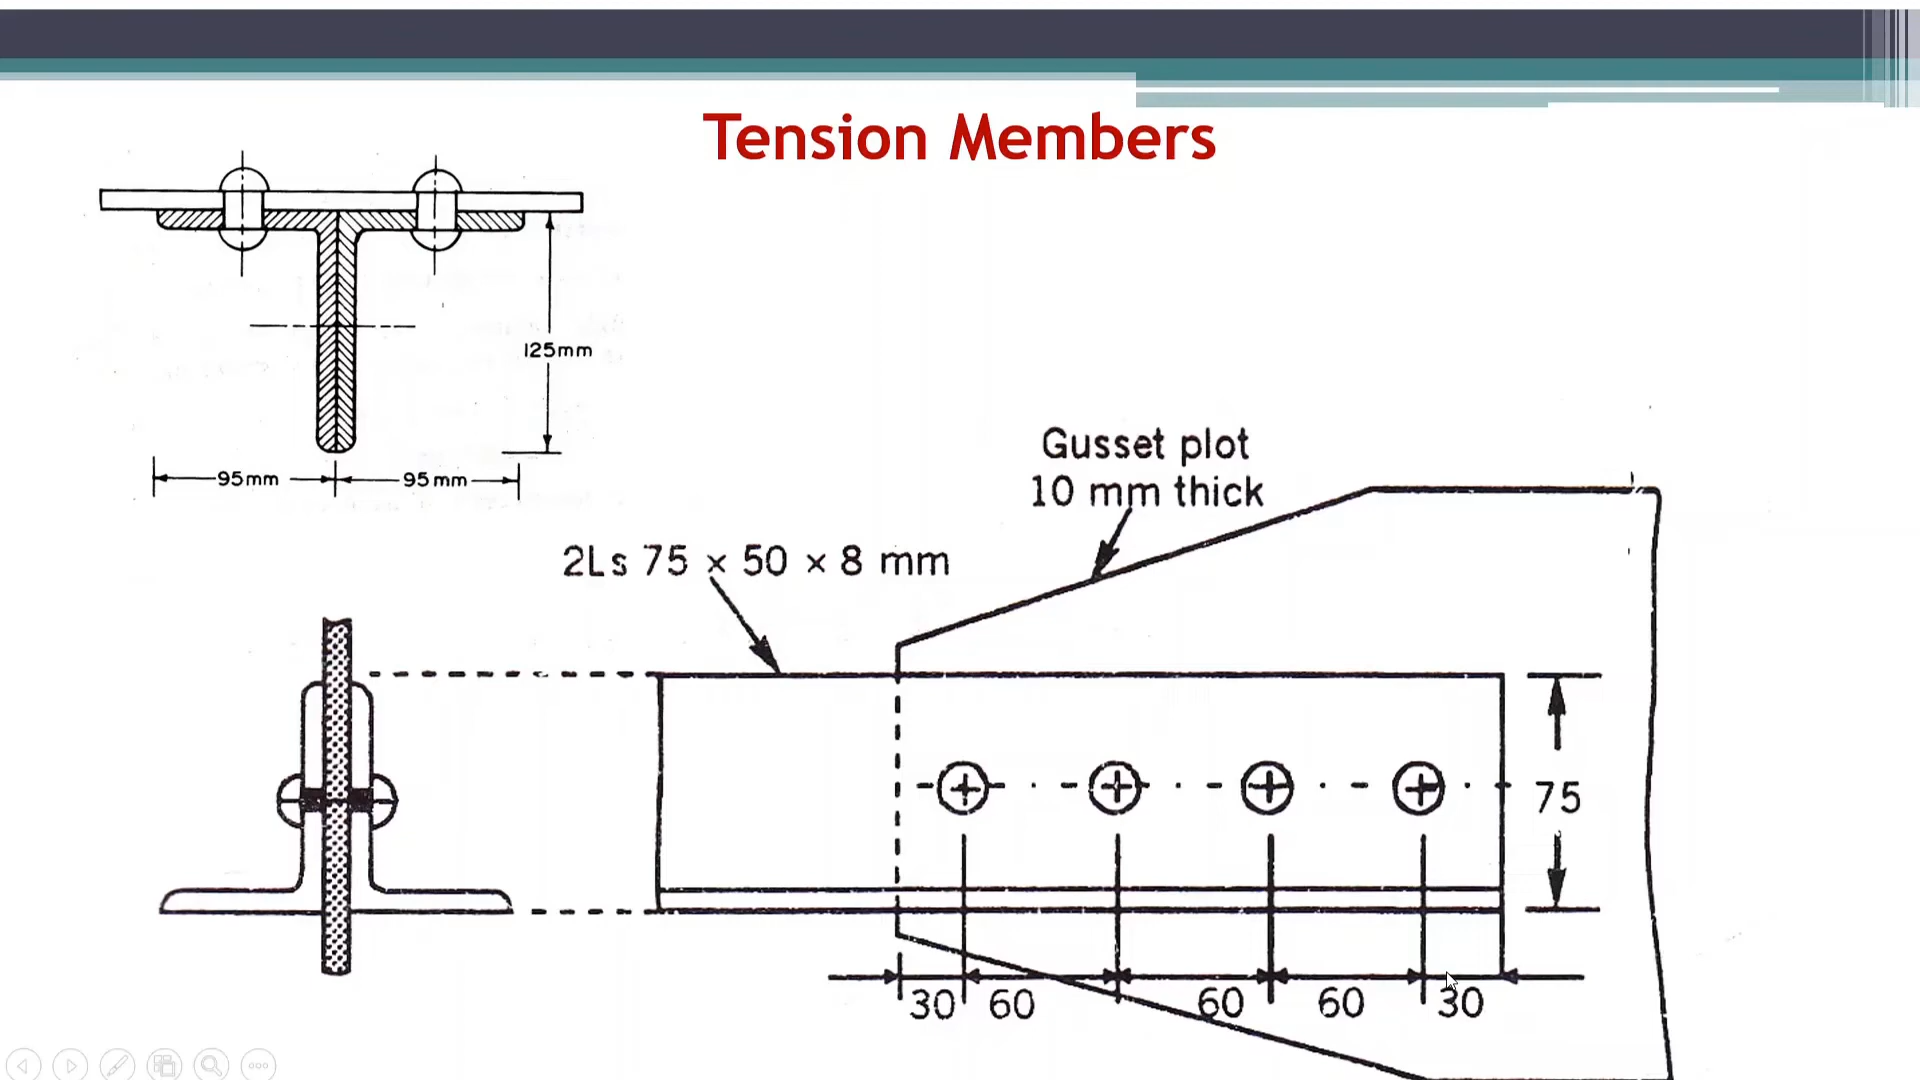 Tension Members
125mm
95mm 95mm
Gusset plot
10 mm thick
2Ls 75 × 50 × 8 mm
75
30 60 60 60 30